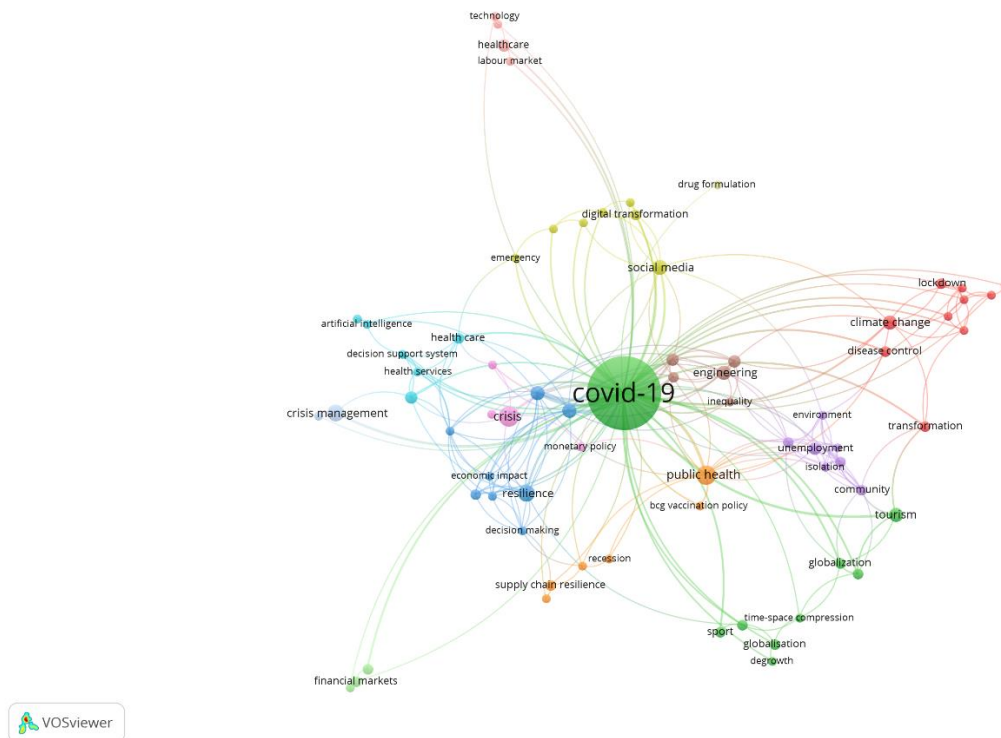 technology
healthcare
labour market
drug formulation
digital transformation
emergency
social media
lockdown
artificial intelligence
health care
climate change
decision support system
disease control
health services
engineering
covid-19
inequality
crisis management
crisis
environment
transformation
monetary policy
unemployment
isolation
economic impact
public health
community
resilience
bcg vaccination policy
tourism
decision making
recession
globalization
supply chain resilience
time-space compression
sport
globalisation
degrowth
financial markets
VOSviewer